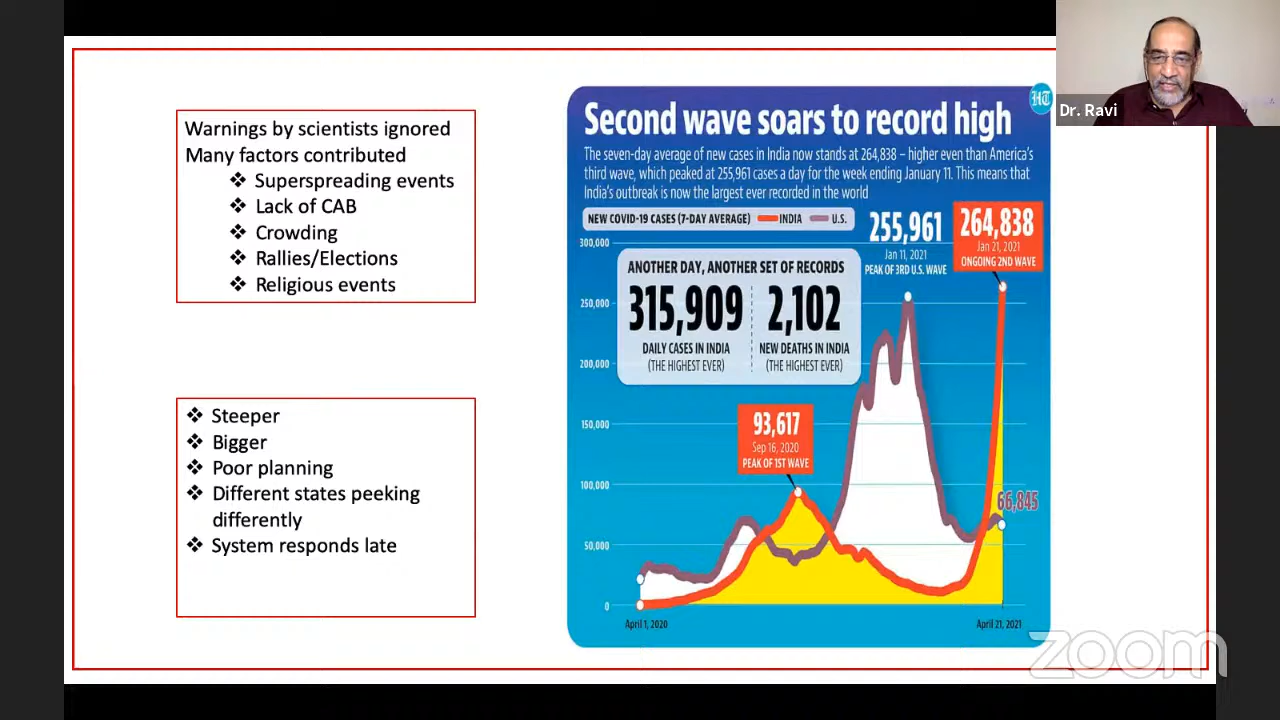 Warnings by scientists ignored
Many factors contributed
❖ Superspreading events
❖ Lack of CAB
❖ Crowding
❖ Rallies/Elections
❖ Religious events
❖ Steeper
❖ Bigger
❖ Poor planning
❖ Different states peeking
differently
❖ System responds late
HT
Second wave soars to record high
The seven-day average of new cases in India now stands at 264,838 – higher even than America's
third wave, which peaked at 255,961 cases a day for the week ending January 11. This means that
India's outbreak is now the largest ever recorded in the world
NEW COVID-19 CASES (7-DAY AVERAGE) INDIA U.S.
255,961
Jan 11, 2021
PEAK OF 3RD U.S. WAVE
264,838
Jan 21, 2021
ONGOING 2ND WAVE
300,000
250,000
200,000
150,000
100,000
50,000
0
ANOTHER DAY, ANOTHER SET OF RECORDS
315,909
DAILY CASES IN INDIA
(THE HIGHEST EVER)
2,102
NEW DEATHS IN INDIA
(THE HIGHEST EVER)
93,617
Sep 16, 2020
PEAK OF 1ST WAVE
66,845
April 1, 2020
April 21, 2021
Dr. Ravi
zoom